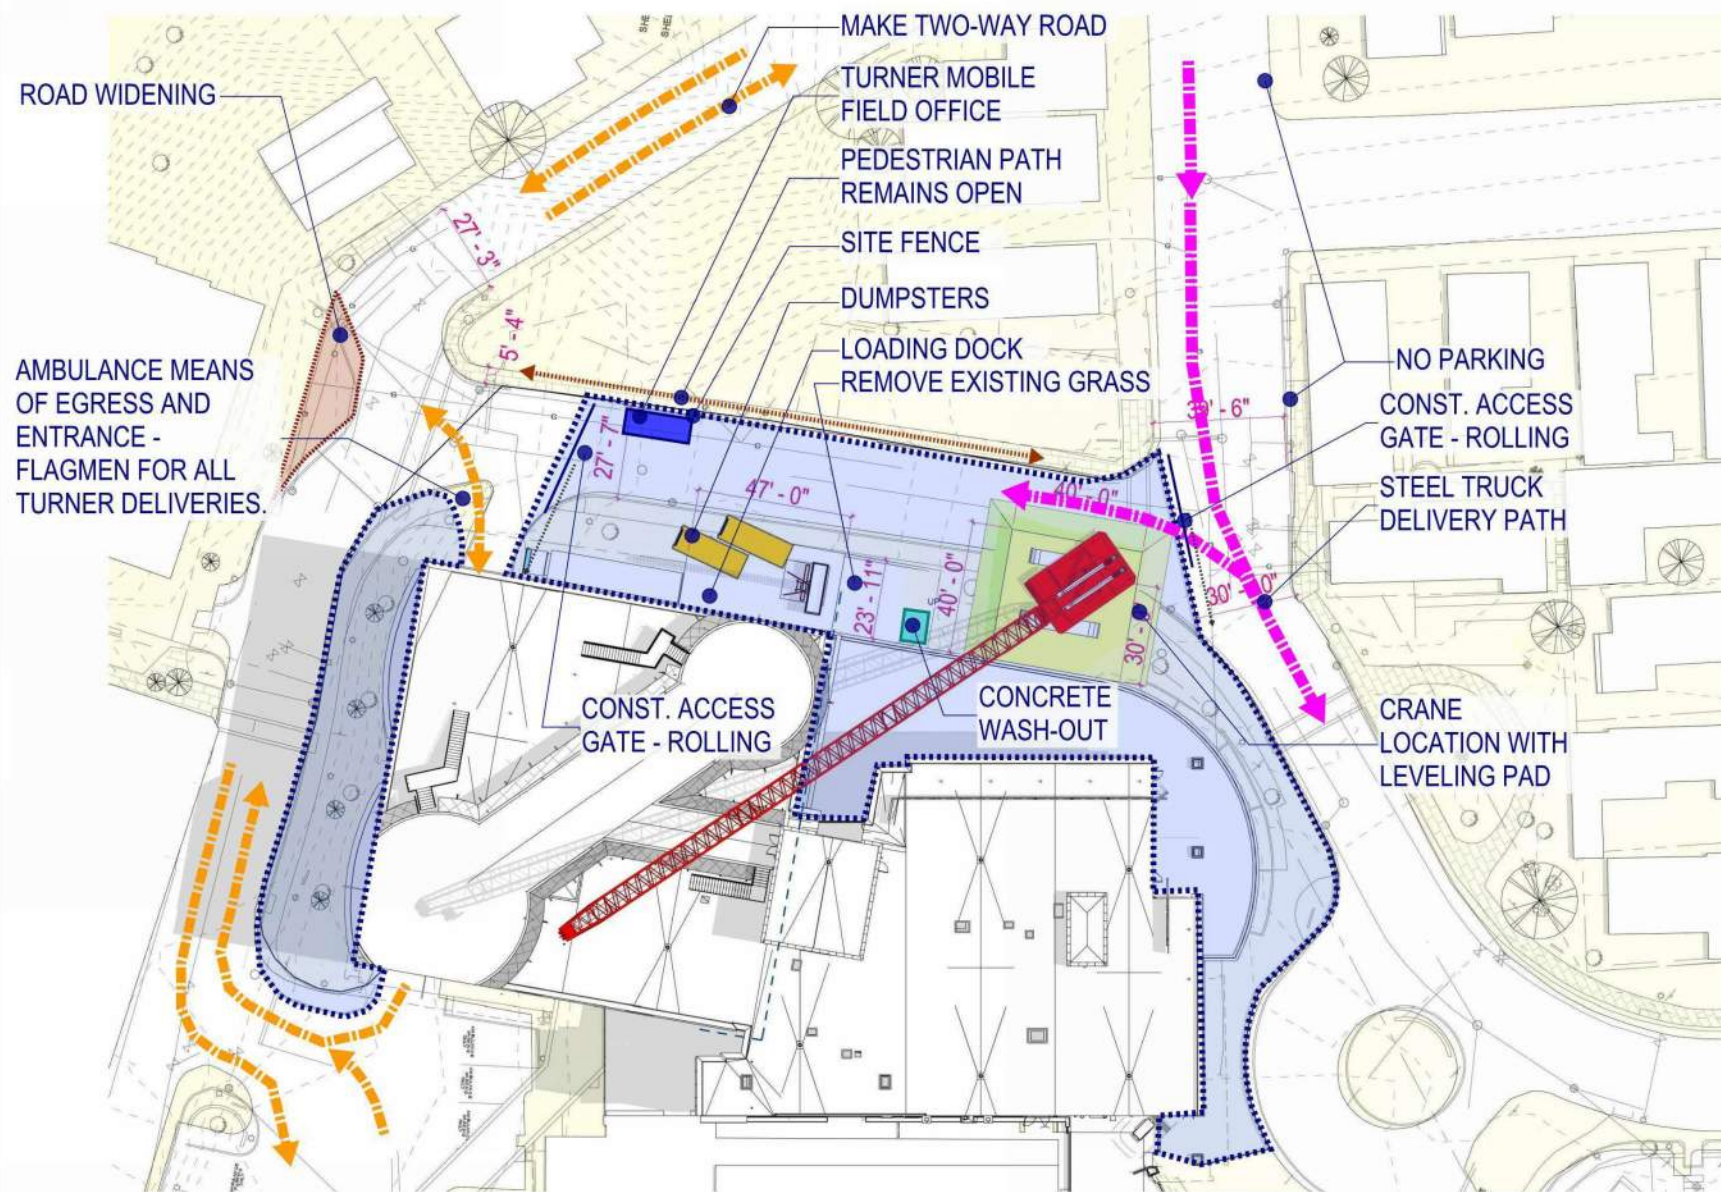 MAKE TWO-WAY ROAD
ROAD WIDENING
TURNER MOBILE
FIELD OFFICE
PEDESTRIAN PATH
REMAINS OPEN
SITE FENCE
DUMPSTERS
LOADING DOCK
REMOVE EXISTING GRASS
27' - 3"
5' - 4"
AMBULANCE MEANS
OF EGRESS AND
ENTRANCE -
FLAGMEN FOR ALL
TURNER DELIVERIES.
NO PARKING
CONST. ACCESS
GATE - ROLLING
STEEL TRUCK
DELIVERY PATH
27' - 7"
47' - 0"
40' - 0"
23' - 11"
40' - 0"
CONST. ACCESS
GATE - ROLLING
CONCRETE
WASH-OUT
CRANE
LOCATION WITH
LEVELING PAD